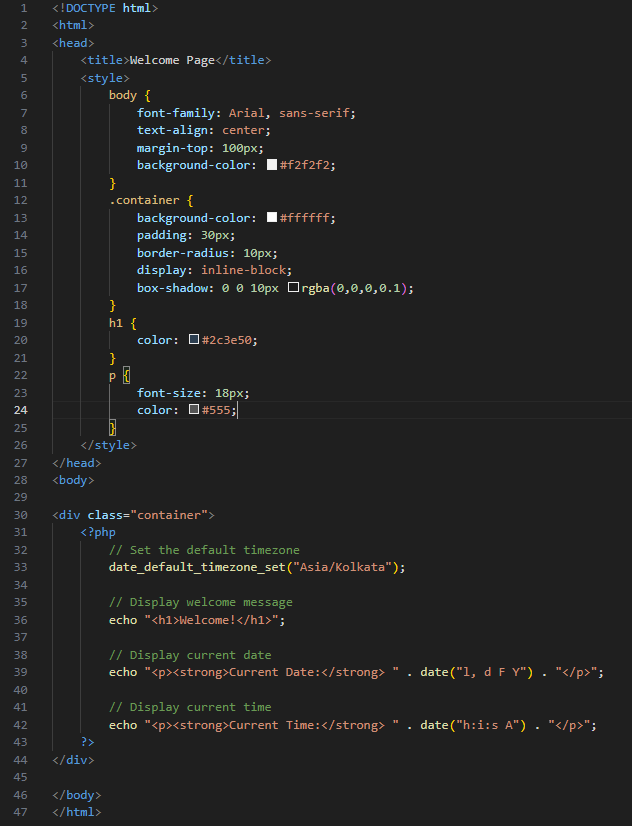 1 <!DOCTYPE html>
2 <html>
3 <head>
4     <title>Welcome Page</title>
5     <style>
6         body {
7             font-family: Arial, sans-serif;
8             text-align: center;
9             margin-top: 100px;
10             background-color: #f2f2f2;
11         }
12         .container {
13             background-color: #ffffff;
14             padding: 30px;
15             border-radius: 10px;
16             display: inline-block;
17             box-shadow: 0 0 10px rgba(0,0,0,0.1);
18         }
19         h1 {
20             color: #2c3e50;
21         }
22         p {
23             font-size: 18px;
24             color: #555;
25         }
26     </style>
27 </head>
28 <body>
29
30 <div class="container">
31     <?php
32         // Set the default timezone
33         date_default_timezone_set("Asia/Kolkata");
34
35         // Display welcome message
36         echo "<h1>Welcome!</h1>";
37
38         // Display current date
39         echo "<p><strong>Current Date:</strong> " . date("l, d F Y") . "</p>";
40
41         // Display current time
42         echo "<p><strong>Current Time:</strong> " . date("h:i:s A") . "</p>";
43     ?>
44 </div>
45
46 </body>
47 </html>